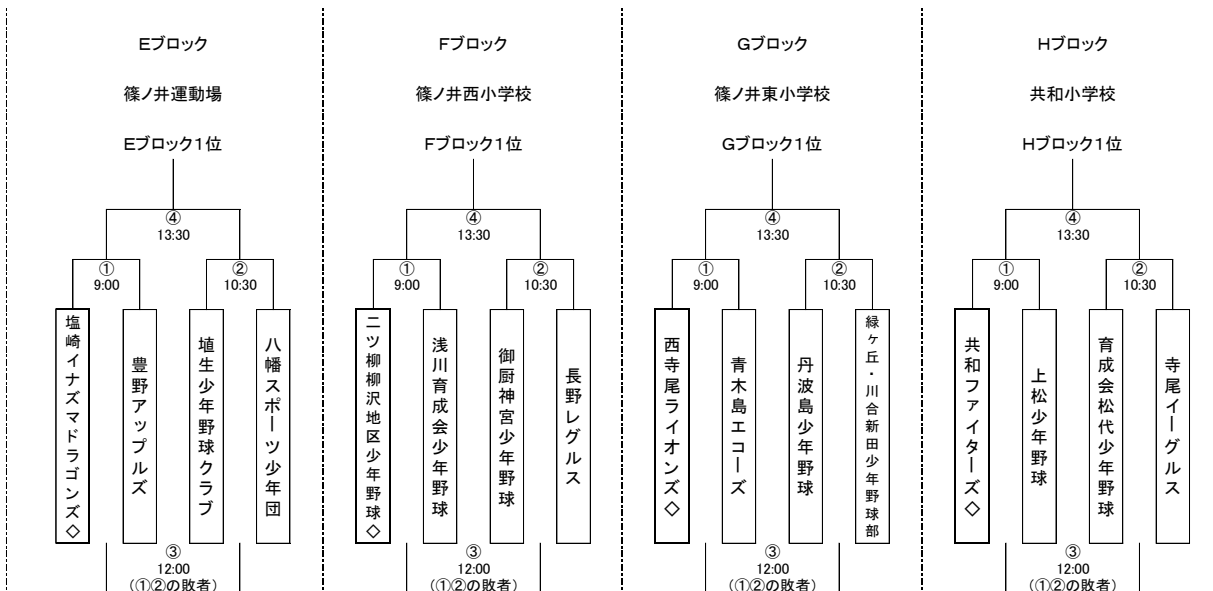 Eブロック
篠ノ井運動場
Eブロック1位
④
13:30
①
9:00
②
10:30
塩崎イナズマドラゴンズ◇
豊野アップルズ
埴生少年野球クラブ
八幡スポーツ少年団
③
12:00
(①②の敗者)
Fブロック
篠ノ井西小学校
Fブロック1位
④
13:30
①
9:00
②
10:30
二ツ柳柳沢地区少年野球◇
浅川育成会少年野球
御厨神宮少年野球
長野レグルス
③
12:00
(①②の敗者)
Gブロック
篠ノ井東小学校
Gブロック1位
④
13:30
①
9:00
②
10:30
西寺尾ライオンズ◇
青木島エコーズ
丹波島少年野球
緑ヶ丘・川合新田少年野球部
③
12:00
(①②の敗者)
Hブロック
共和小学校
Hブロック1位
④
13:30
①
9:00
②
10:30
共和ファイターズ◇
上松少年野球
育成会松代少年野球
寺尾イーグルス
③
12:00
(①②の敗者)